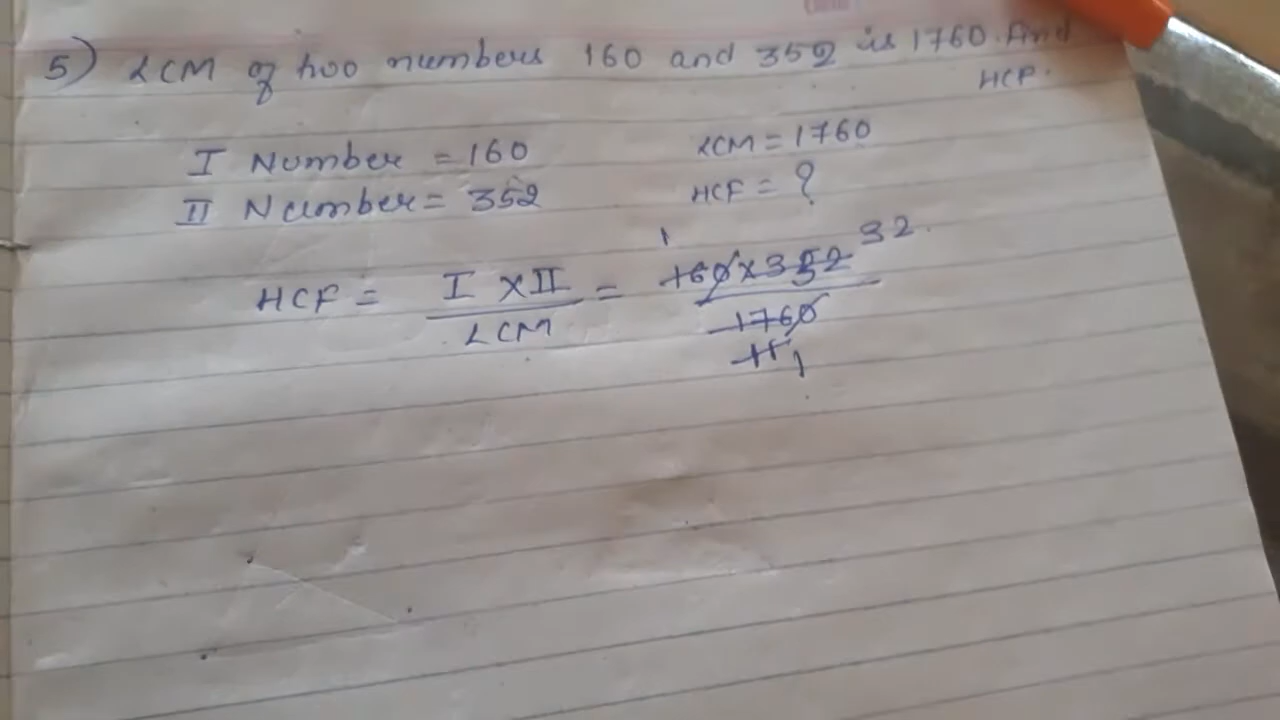 5) LCM of two numbers 160 and 352 is 1760. Find
HCF.
I Number = 160 LCM = 1760
II Number = 352 HCF = ?
1 32.
HCF = I X II = 160 x 352
LCM 1760
11 1